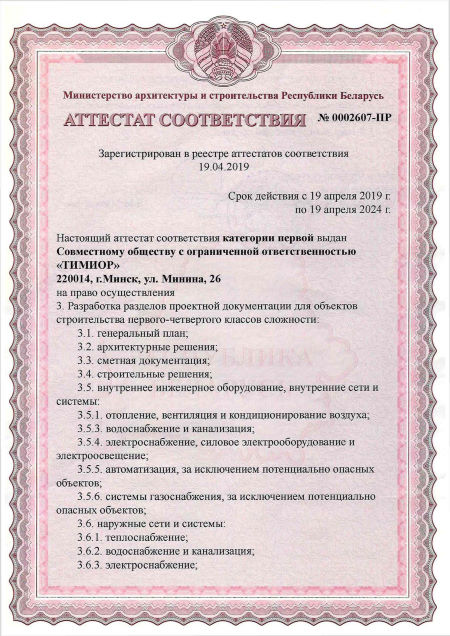 Министерство архитектуры и строительства Республики Беларусь
АТТЕСТАТ СООТВЕТСТВИЯ № 0002607-ПР
Зарегистрирован в реестре аттестатов соответствия
19.04.2019
Срок действия с 19 апреля 2019 г.
по 19 апреля 2024 г.
Настоящий аттестат соответствия категории первой выдан
Совместному обществу с ограниченной ответственностью
«ТИМИОР»
220014, г.Минск, ул. Минина, 26
на право осуществления
3. Разработка разделов проектной документации для объектов
строительства первого-четвертого классов сложности:
3.1. генеральный план;
3.2. архитектурные решения;
3.3. сметная документация;
3.4. строительные решения;
3.5. внутреннее инженерное оборудование, внутренние сети и
системы:
3.5.1. отопление, вентиляция и кондиционирование воздуха;
3.5.3. водоснабжение и канализация;
3.5.4. электроснабжение, силовое электрооборудование и
электроосвещение;
3.5.5. автоматизация, за исключением потенциально опасных
объектов;
3.5.6. системы газоснабжения, за исключением потенциально
опасных объектов;
3.6. наружные сети и системы:
3.6.1. теплоснабжение;
3.6.2. водоснабжение и канализация;
3.6.3. электроснабжение;